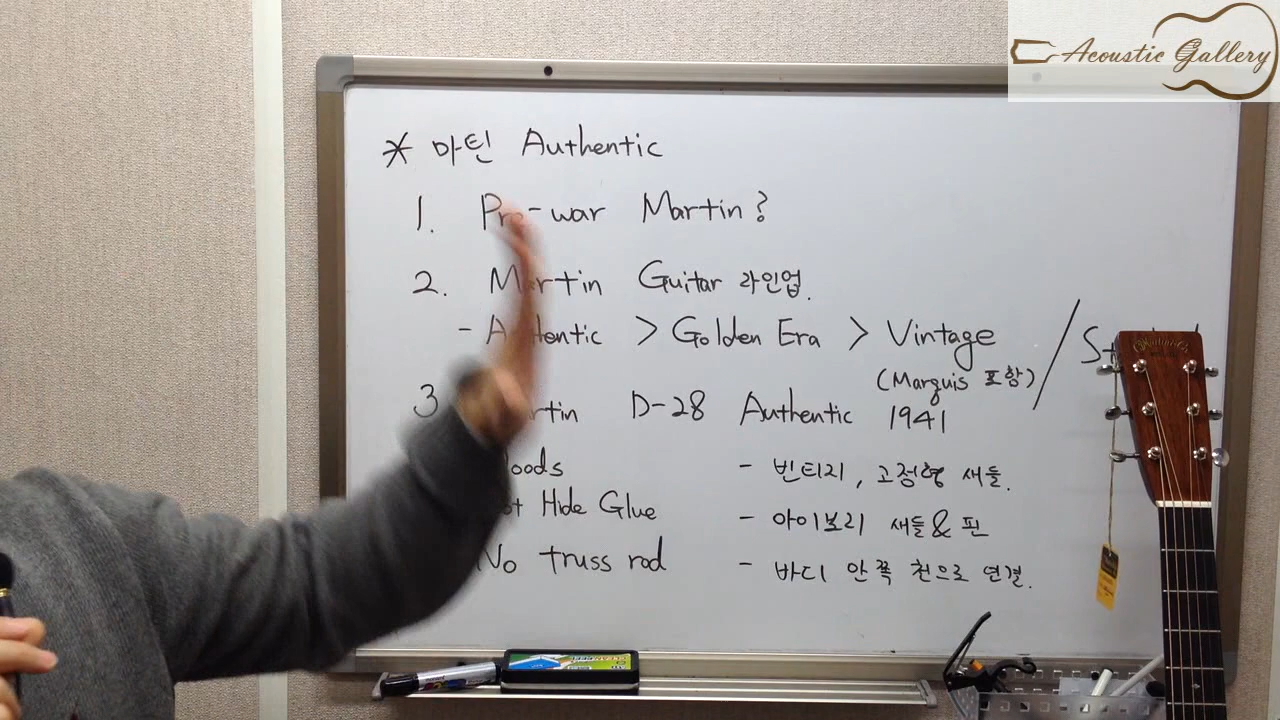 Acoustic Gallery
* 마틴 Authentic
1. Pre-war Martin?
2. Martin Guitar 라인업.
- Authentic > Golden Era > Vintage /
(Marquis 포함)
3 Martin D-28 Authentic 1941
- 빈티지, 고정형 새들.
Hide Glue - 아이보리 새들 & 핀
No truss rod - 바디 안쪽 천으로 연결.